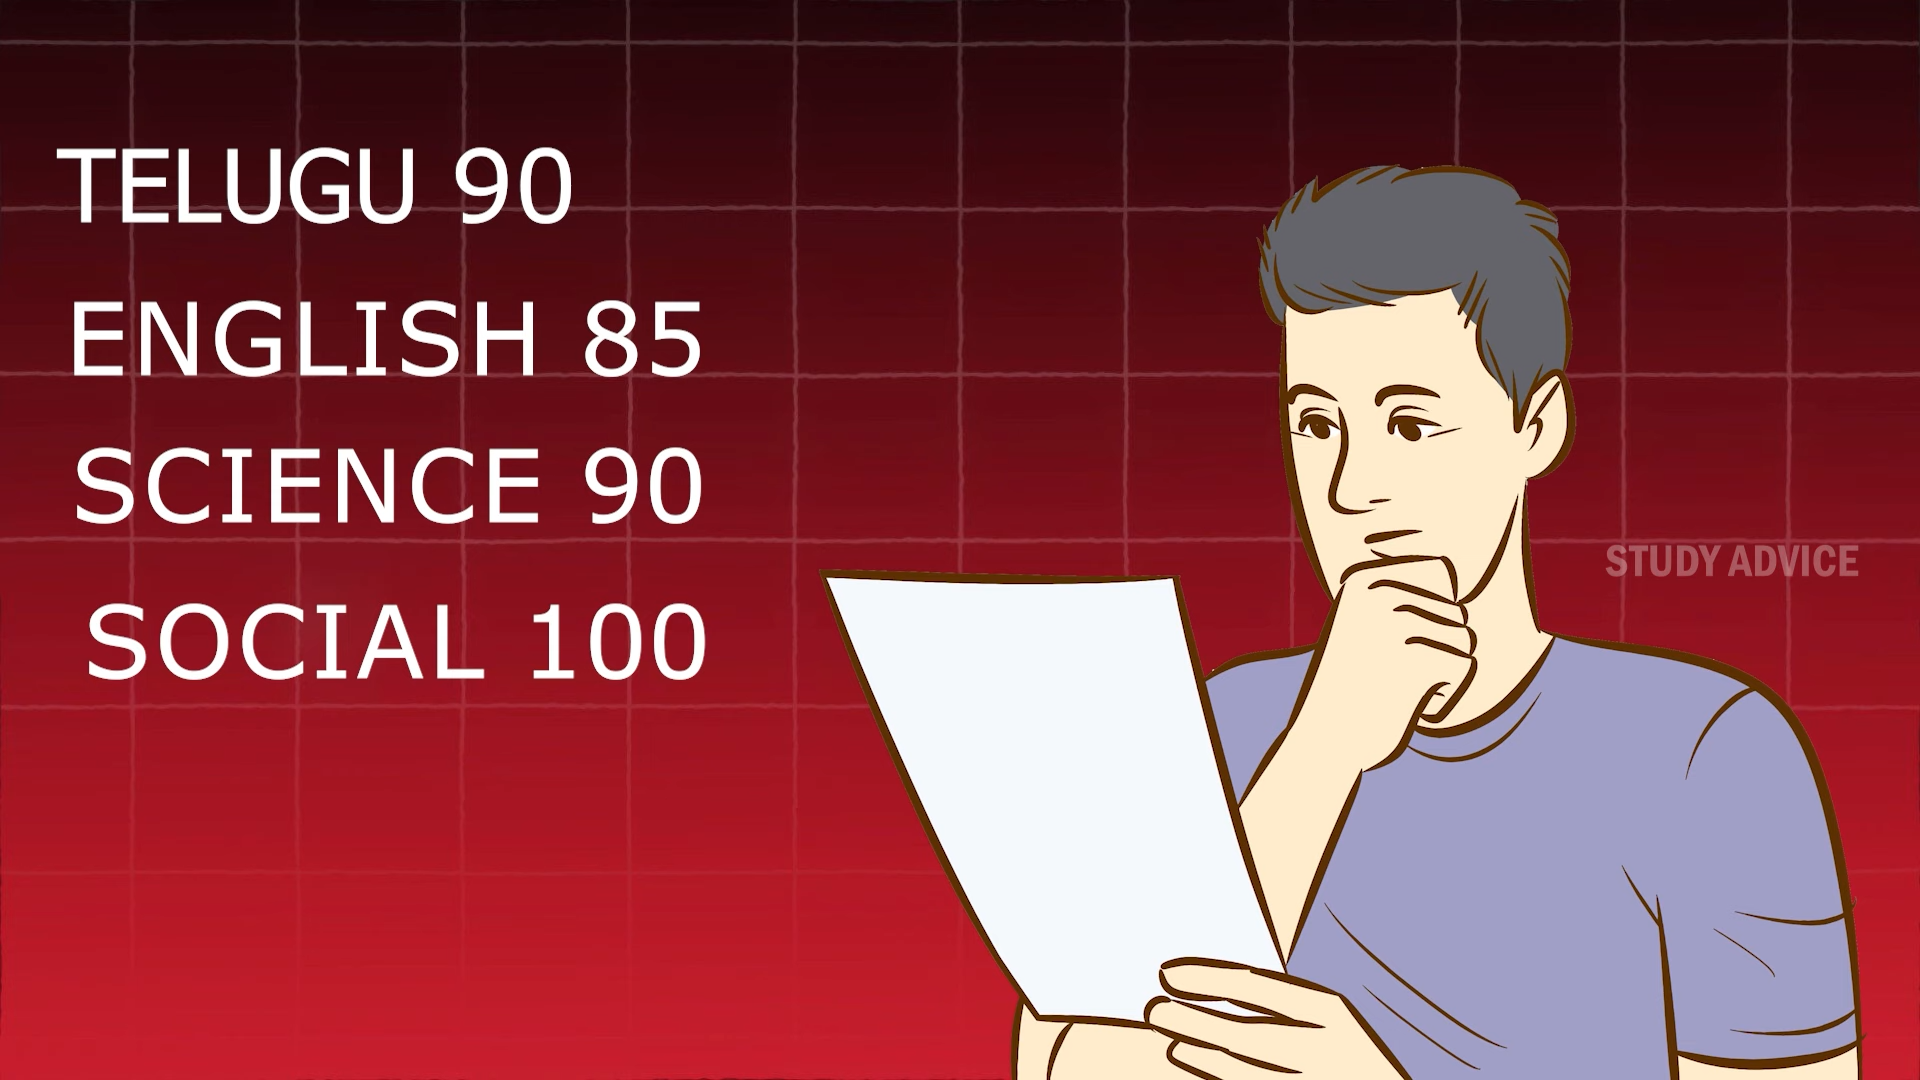 TELUGU 90
ENGLISH 85
SCIENCE 90
SOCIAL 100
STUDY ADVICE